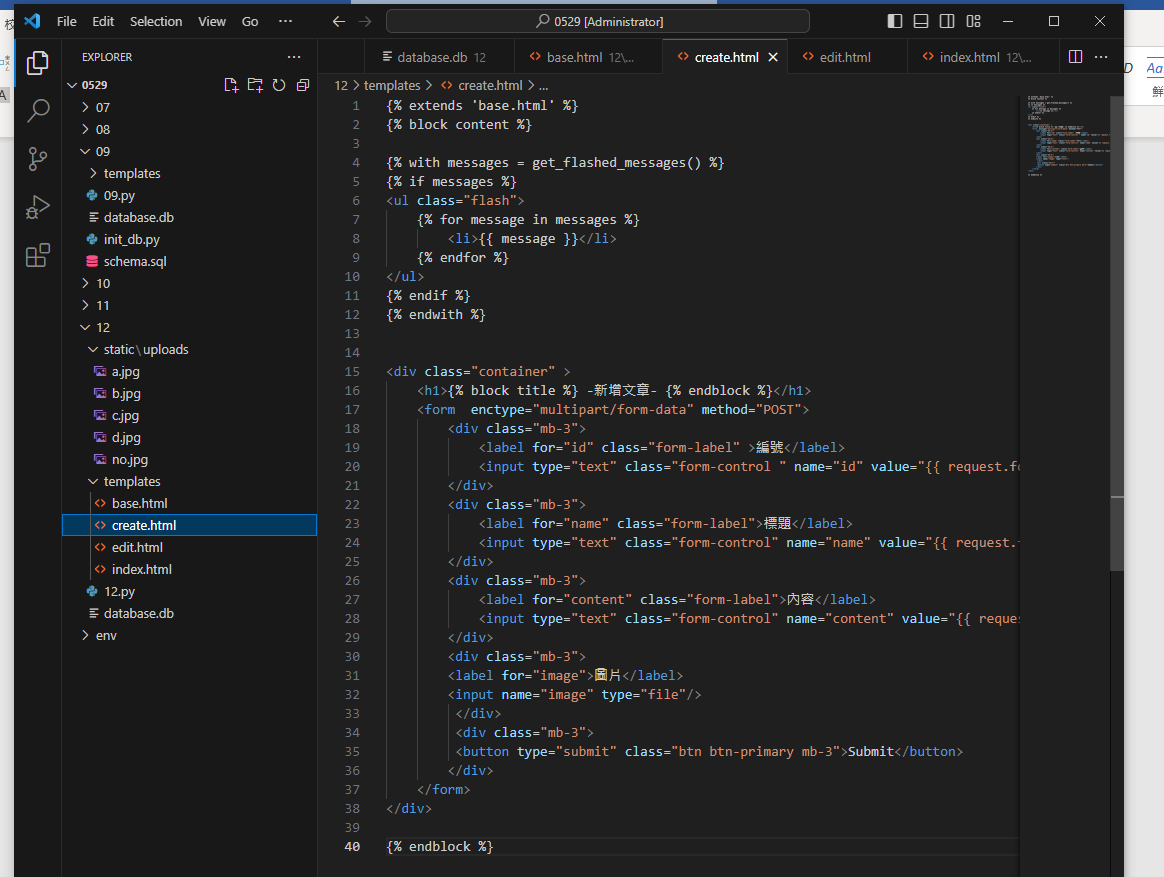 File Edit Selection View Go ··· 0529 [Administrator]
EXPLORER ···
0529
07
08
09
templates
09.py
database.db
init_db.py
schema.sql
10
11
12
static\uploads
a.jpg
b.jpg
c.jpg
d.jpg
no.jpg
templates
base.html
create.html
edit.html
index.html
12.py
database.db
env
database.db 12 base.html 12\... create.html edit.html index.html 12\...
12 > templates > create.html > ...
1 {% extends 'base.html' %}
2 {% block content %}
3
4 {% with messages = get_flashed_messages() %}
5 {% if messages %}
6 <ul class="flash">
7 {% for message in messages %}
8 <li>{{ message }}</li>
9 {% endfor %}
10 </ul>
11 {% endif %}
12 {% endwith %}
13
14
15 <div class="container" >
16 <h1>{% block title %} -新增文章- {% endblock %}</h1>
17 <form  enctype="multipart/form-data" method="POST">
18 <div class="mb-3">
19 <label for="id" class="form-label" >編號</label>
20 <input type="text" class="form-control " name="id" value="{{ request.fo
21 </div>
22 <div class="mb-3">
23 <label for="name" class="form-label">標題</label>
24 <input type="text" class="form-control" name="name" value="{{ request.
25 </div>
26 <div class="mb-3">
27 <label for="content" class="form-label">內容</label>
28 <input type="text" class="form-control" name="content" value="{{ reques
29 </div>
30 <div class="mb-3">
31 <label for="image">圖片</label>
32 <input name="image" type="file"/>
33 </div>
34 <div class="mb-3">
35 <button type="submit" class="btn btn-primary mb-3">Submit</button>
36 </div>
37 </form>
38 </div>
39
40 {% endblock %}